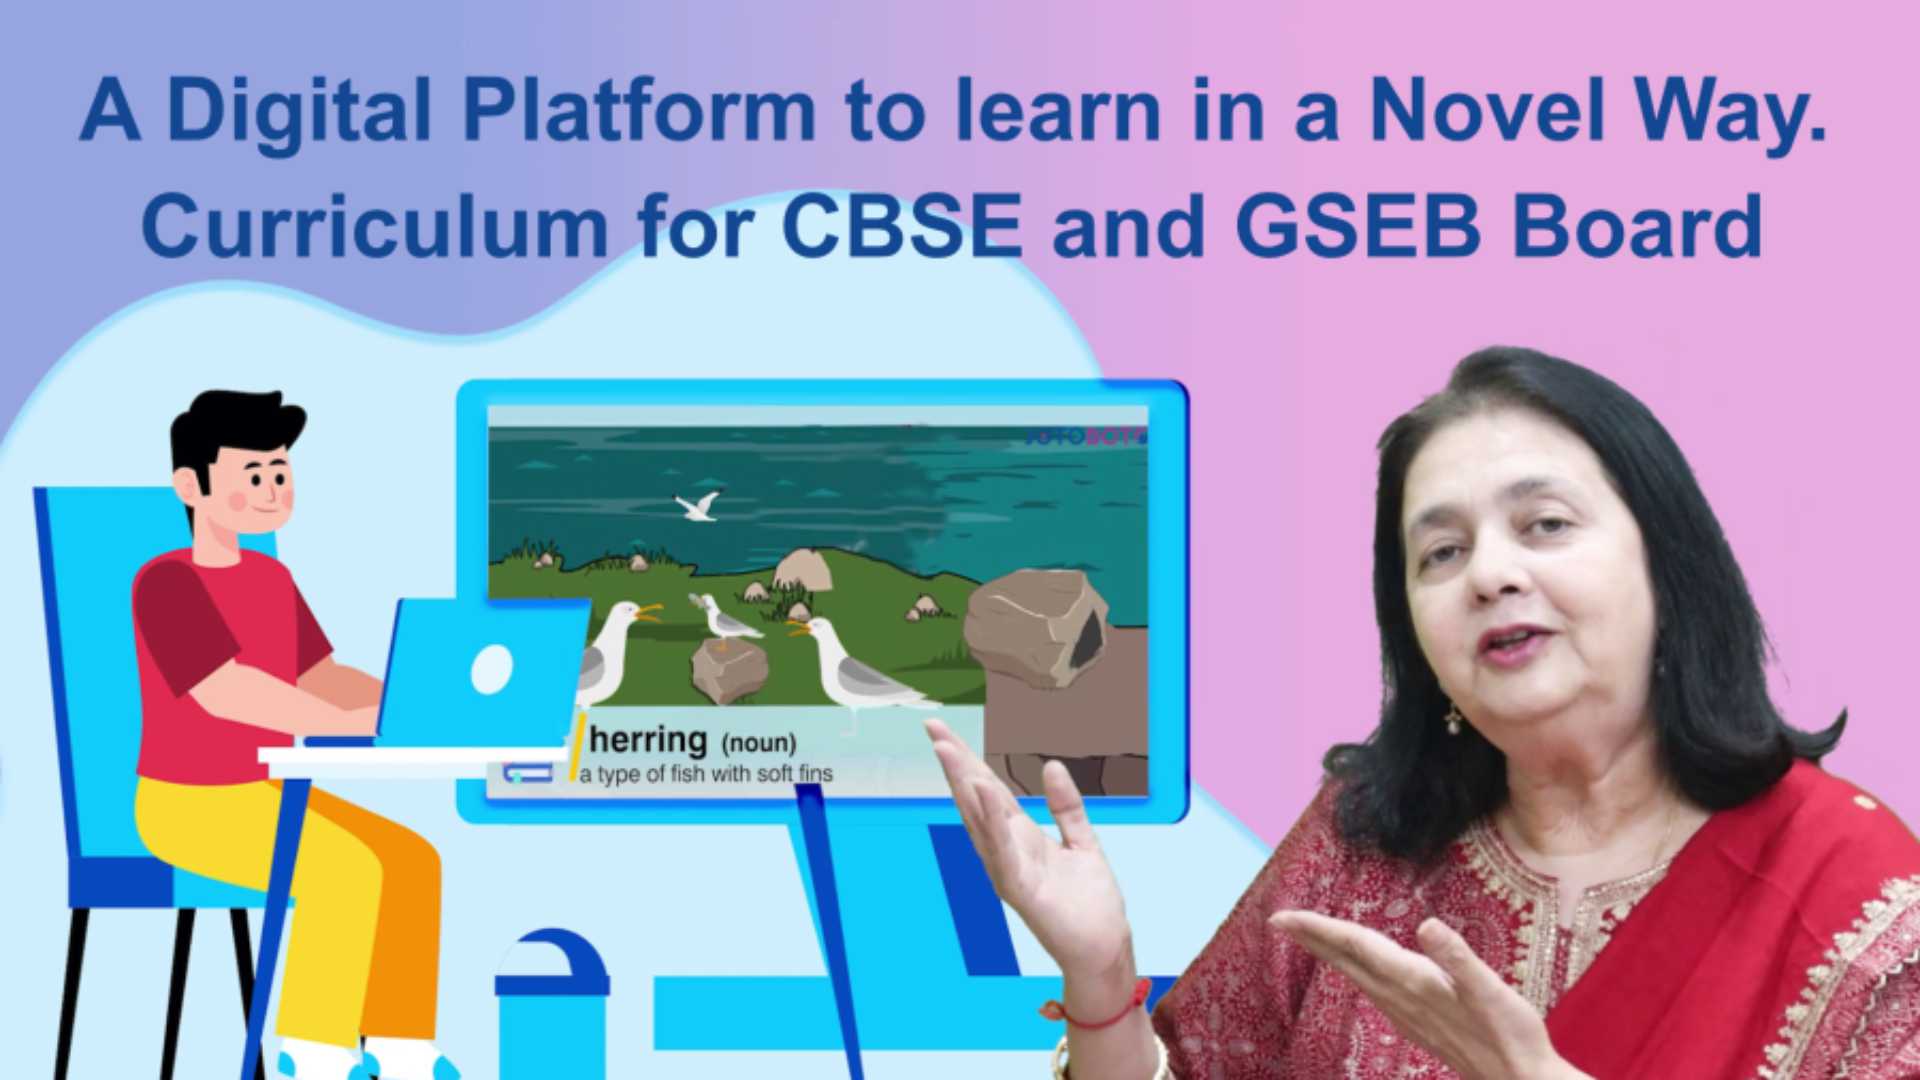 A Digital Platform to learn in a Novel Way.
Curriculum for CBSE and GSEB Board
herring (noun)
a type of fish with soft fins